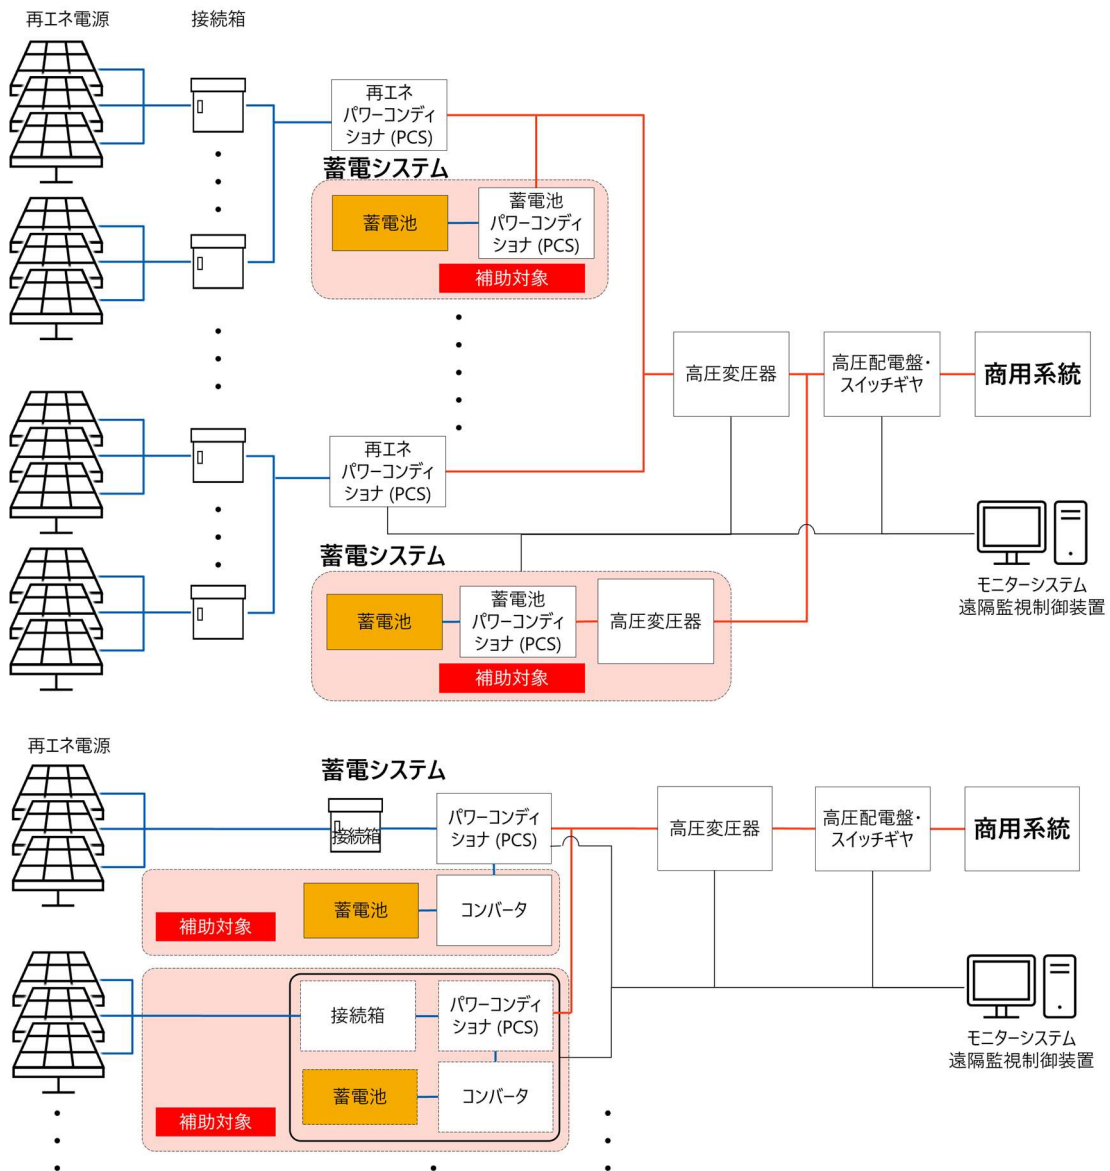 再エネ電源
接続箱
再エネ
パワーコンディ
ショナ (PCS)
蓄電システム
蓄電池
蓄電池
パワーコンディ
ショナ (PCS)
補助対象
高圧変圧器
高圧配電盤・
スイッチギヤ
商用系統
再エネ
パワーコンディ
ショナ (PCS)
蓄電システム
蓄電池
蓄電池
パワーコンディ
ショナ (PCS)
高圧変圧器
補助対象
モニターシステム
遠隔監視制御装置
再エネ電源
蓄電システム
接続箱
パワーコンディ
ショナ (PCS)
高圧変圧器
高圧配電盤・
スイッチギヤ
商用系統
蓄電池
コンバータ
補助対象
接続箱
パワーコンディ
ショナ (PCS)
蓄電池
コンバータ
補助対象
モニターシステム
遠隔監視制御装置